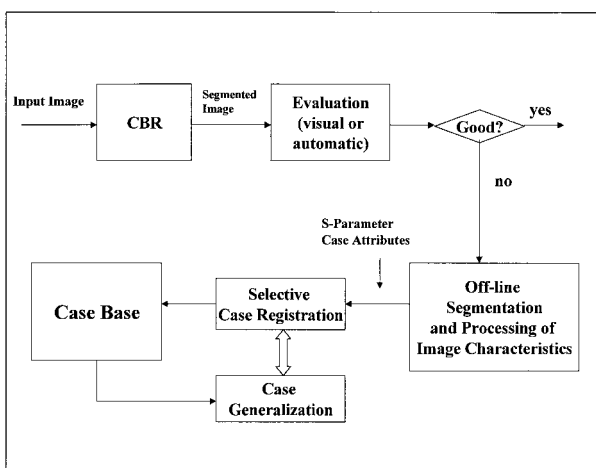 Input Image
CBR
Segmented
Image
Evaluation
(visual or
automatic)
Good?
yes
no
S-Parameter
Case Attributes
Off-line
Segmentation
and Processing of
Image Characteristics
Selective
Case Registration
Case Base
Case
Generalization